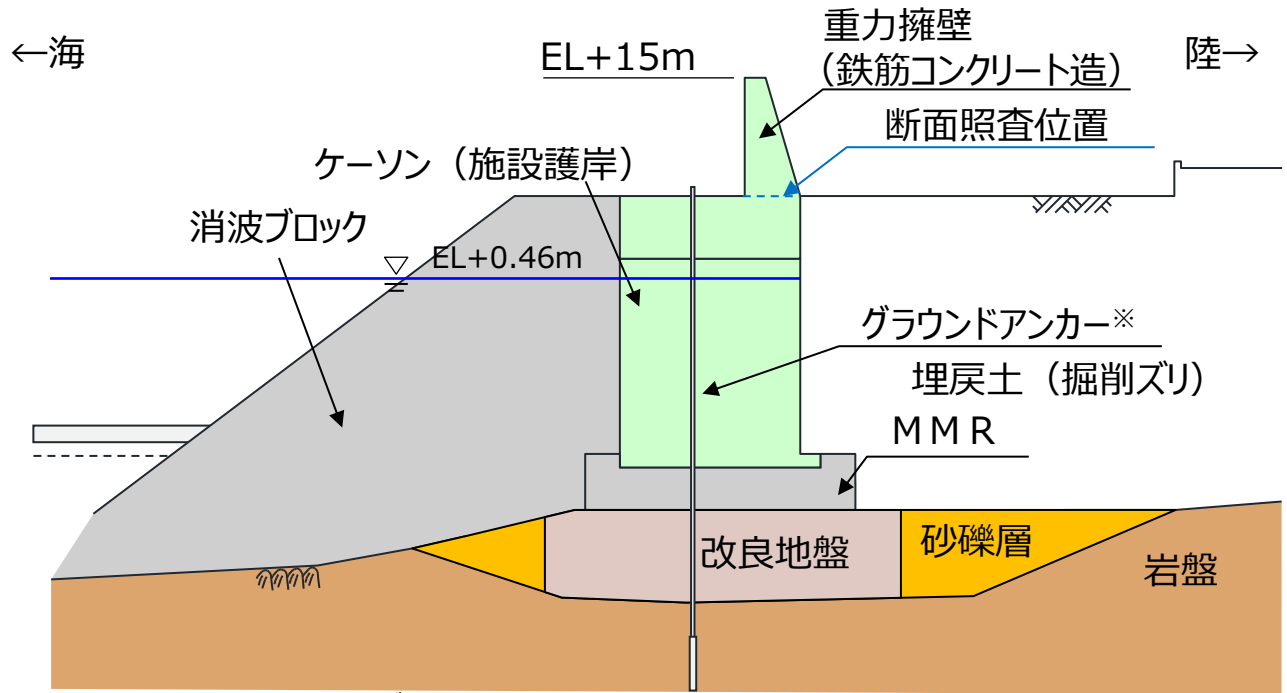 ←海
重力擁壁
（鉄筋コンクリート造）
陸→
EL+15m
断面照査位置
ケーソン（施設護岸）
消波ブロック
EL+0.46m
グラウンドアンカー※
埋戻土（掘削ズリ）
ＭＭＲ
改良地盤
砂礫層
岩盤